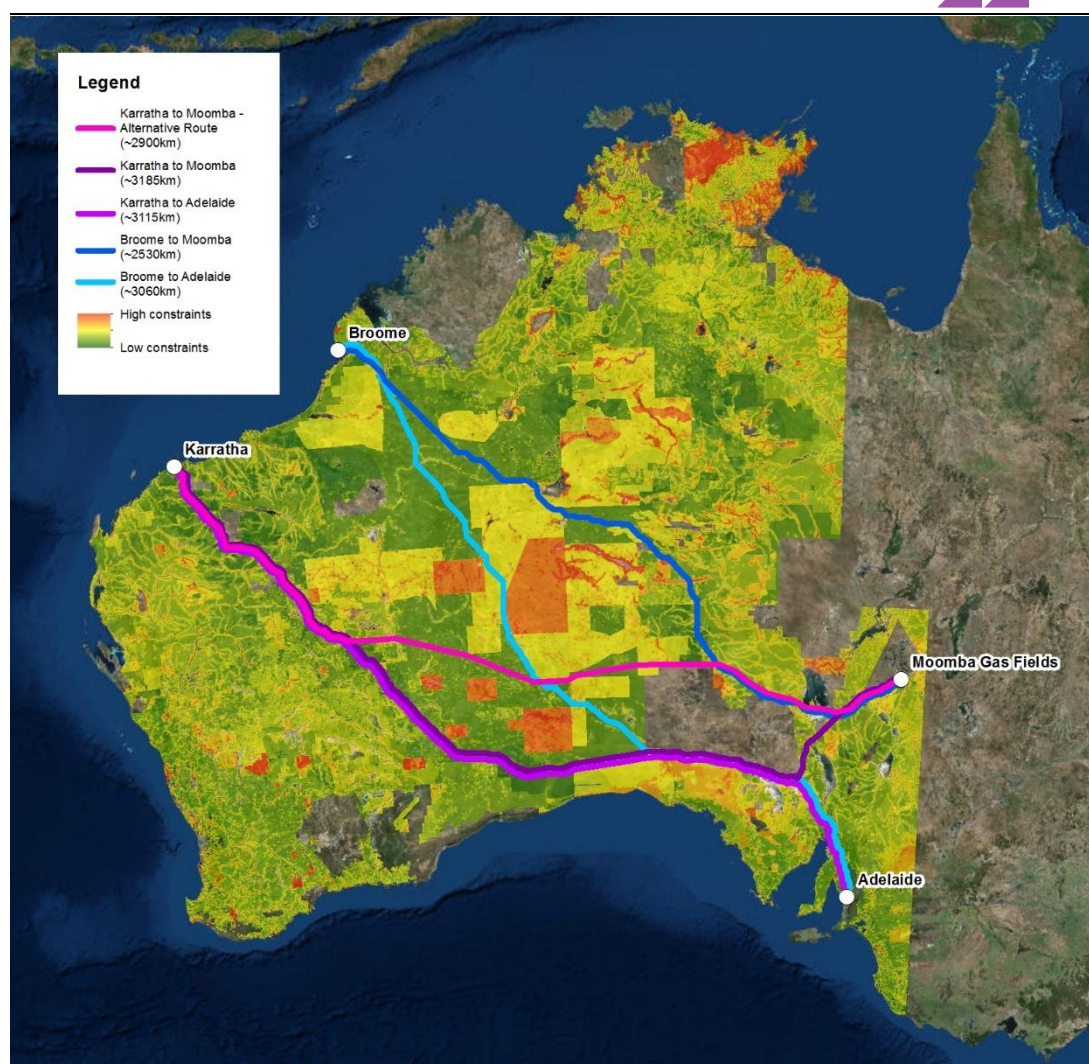 Legend
Karratha to Moomba -
Alternative Route
(~2900km)
Karratha to Moomba
(~3185km)
Karratha to Adelaide
(~3115km)
Broome to Moomba
(~2530km)
Broome to Adelaide
(~3060km)
High constraints
Low constraints
Broome
Karratha
Moomba Gas Fields
Adelaide